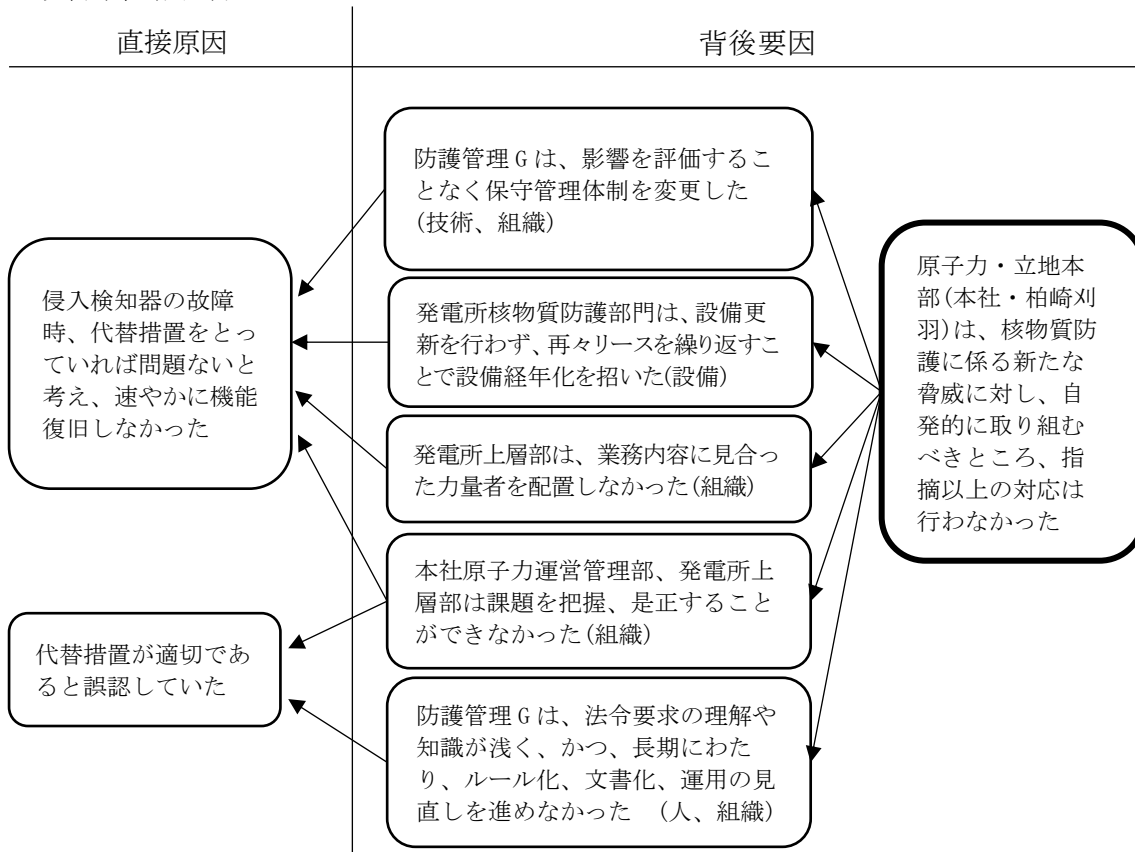 直接原因
背後要因
防護管理 G は、影響を評価するこ
となく保守管理体制を変更した
(技術、組織)
侵入検知器の故障
時、代替措置をとっ
ていれば問題ないと
考え、速やかに機能
復旧しなかった
発電所核物質防護部門は、設備更
新を行わず、再々リースを繰り返すこ
とで設備経年化を招いた(設備)
発電所上層部は、業務内容に見合っ
た力量者を配置しなかった(組織)
原子力・立地本
部(本社・柏崎刈
羽)は、核物質防
護に係る新たな
脅威に対し、自
発的に取り組む
べきところ、指
摘以上の対応は
行わなかった
本社原子力運営管理部、発電所上
層部は課題を把握、是正すること
ができなかった(組織)
代替措置が適切であ
ると誤認していた
防護管理 G は、法令要求の理解や
知識が浅く、かつ、長期にわた
り、ルール化、文書化、運用の見
直しを進めなかった (人、組織)